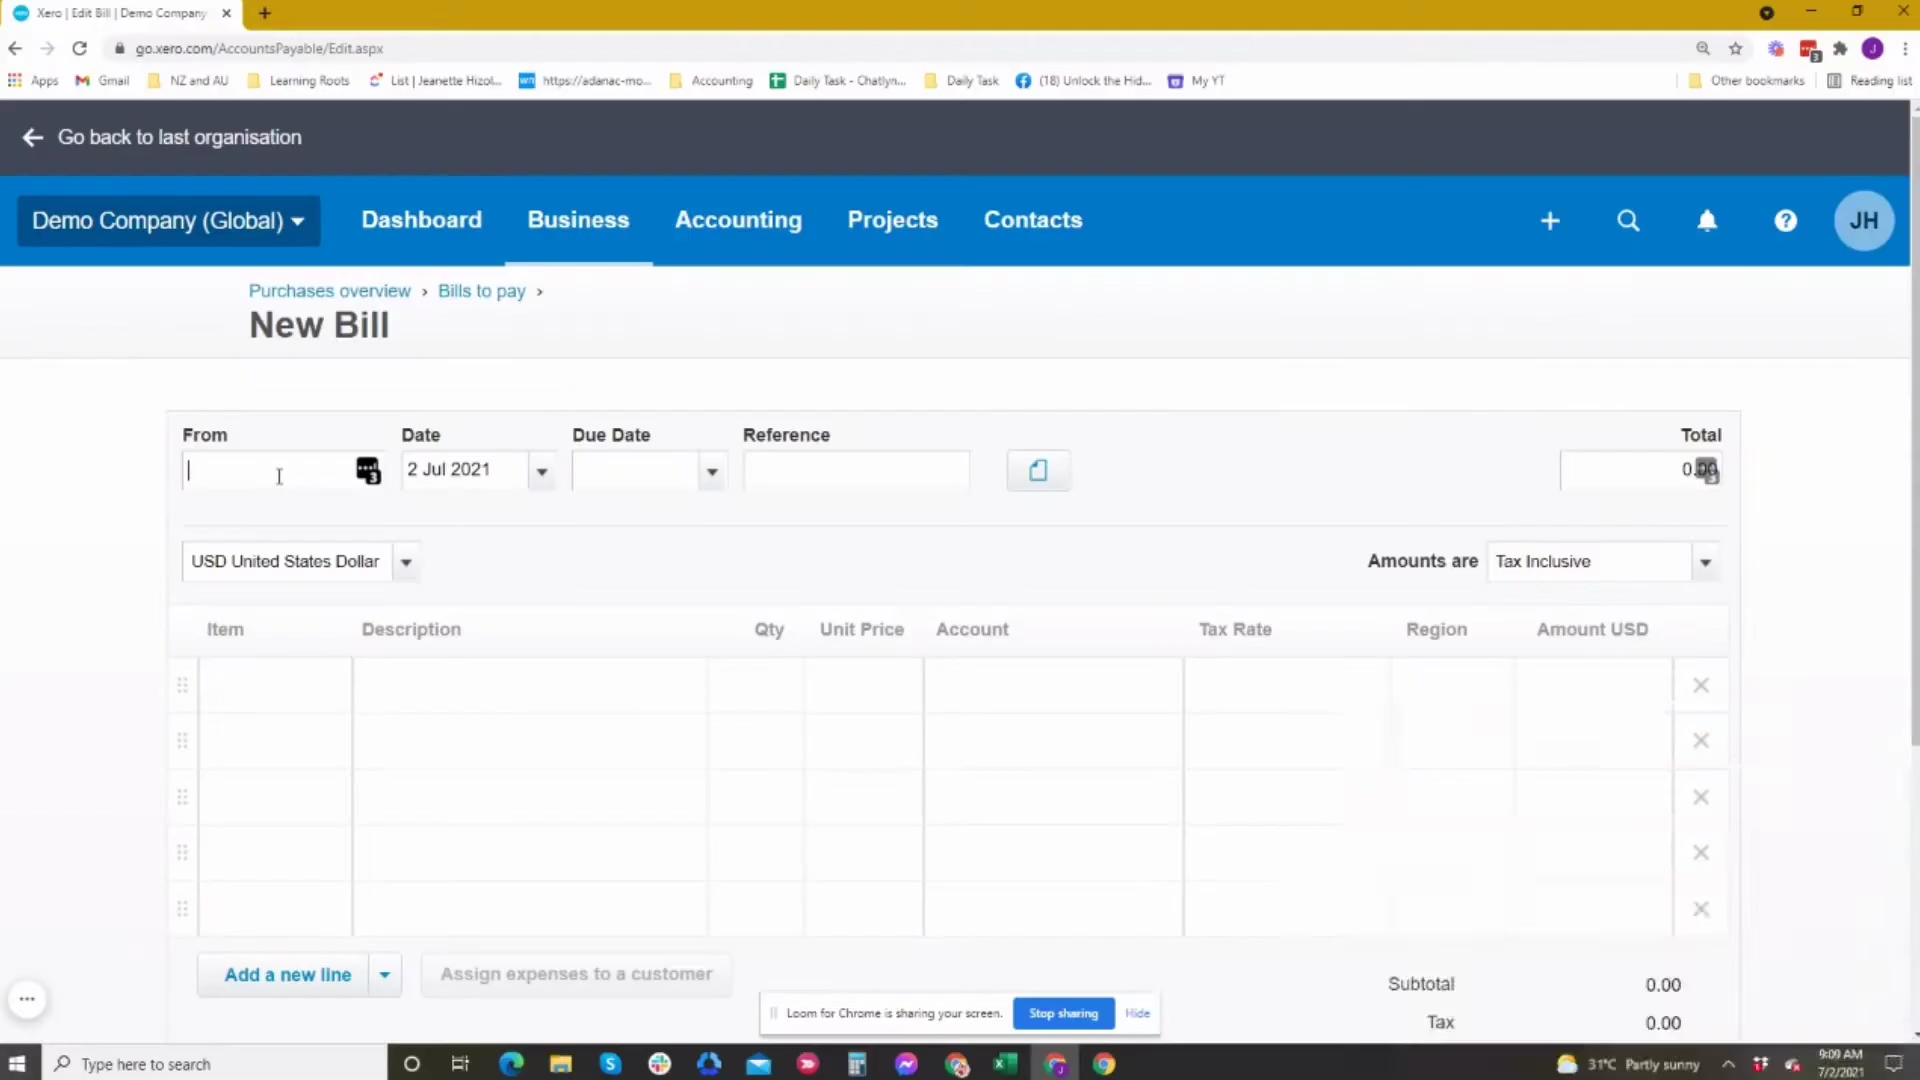 Xero | Edit Bill | Demo Company
go.xero.com/AccountsPayable/Edit.aspx
3
J
Apps
Gmail
NZ and AU
Learning Roots
List | Jeanette Hizol...
https://adanac-mo...
Accounting
Daily Task - Chatlyn...
Daily Task
(18) Unlock the Hid...
My YT
Other bookmarks
Reading list
Go back to last organisation
Demo Company (Global)
Dashboard
Business
Accounting
Projects
Contacts
JH
Purchases overview › Bills to pay ›
New Bill
From
Date
Due Date
Reference
Total
3
2 Jul 2021
0.00
3
USD United States Dollar
Amounts are
Tax Inclusive
Item
Description
Qty
Unit Price
Account
Tax Rate
Region
Amount USD
Add a new line
Assign expenses to a customer
Subtotal
0.00
Tax
0.00
Loom for Chrome is sharing your screen.
Stop sharing
Hide
Type here to search
31°C Partly sunny
9:09 AM
7/2/2021